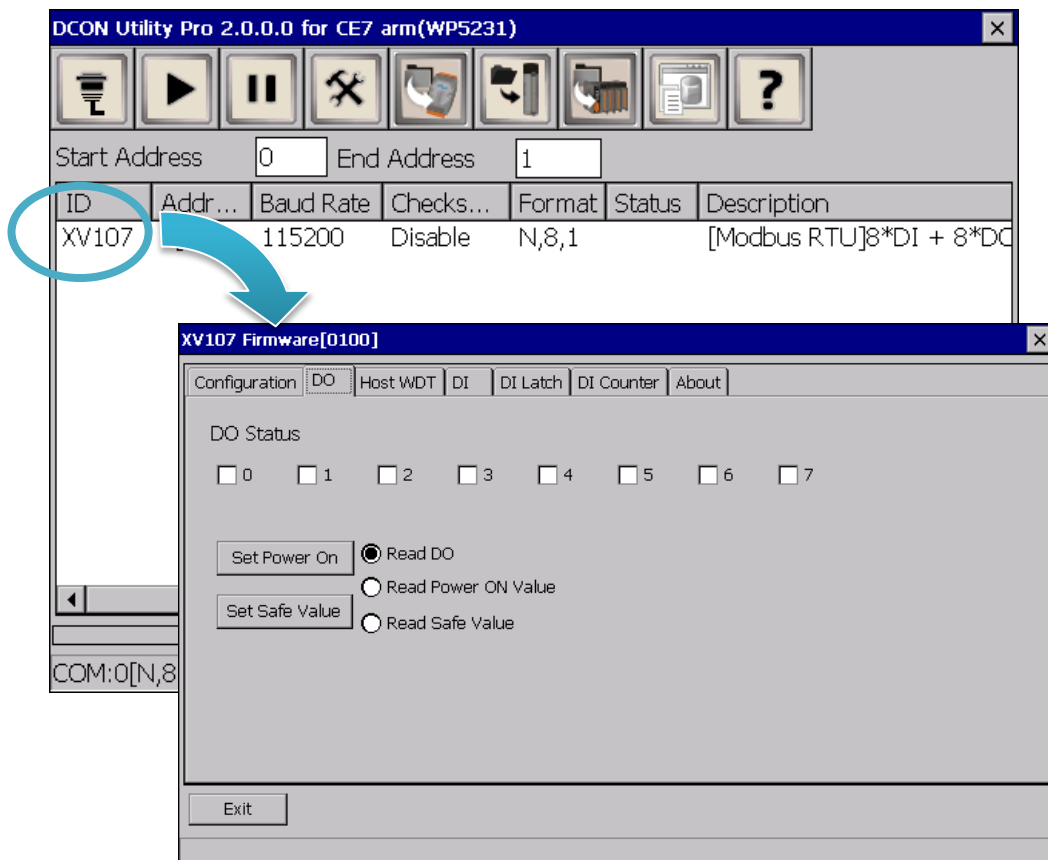 DCON Utility Pro 2.0.0.0 for CE7 arm(WP5231)
?
Start Address 0 End Address 1
ID Addr... Baud Rate Checks... Format Status Description
XV107 115200 Disable N,8,1 [Modbus RTU]8*DI + 8*DO
XV107 Firmware[0100]
Configuration DO Host WDT DI DI Latch DI Counter About
DO Status
0 1 2 3 4 5 6 7
Set Power On Read DO
Read Power ON Value
Set Safe Value Read Safe Value
COM:0[N,8
Exit